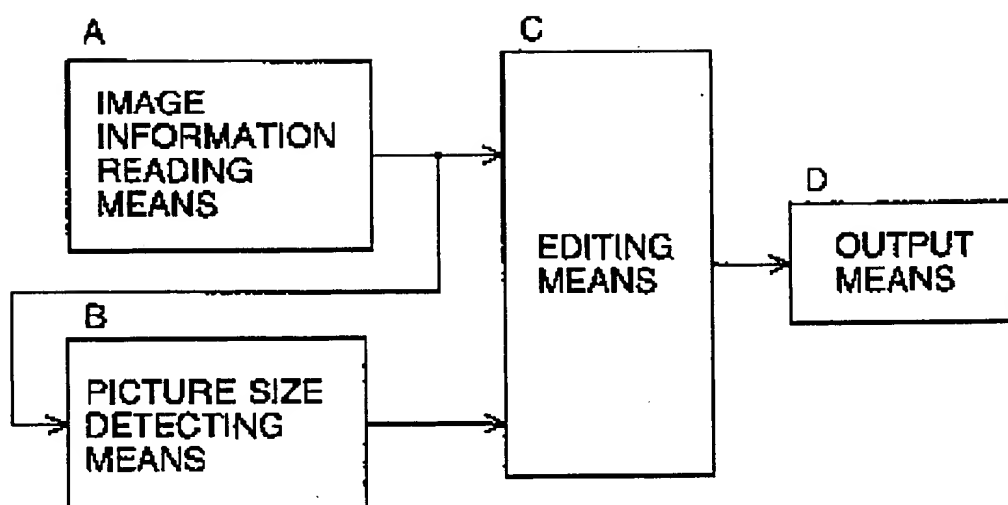 A
IMAGE
INFORMATION
READING
MEANS
B
PICTURE SIZE
DETECTING
MEANS
C
EDITING
MEANS
D
OUTPUT
MEANS